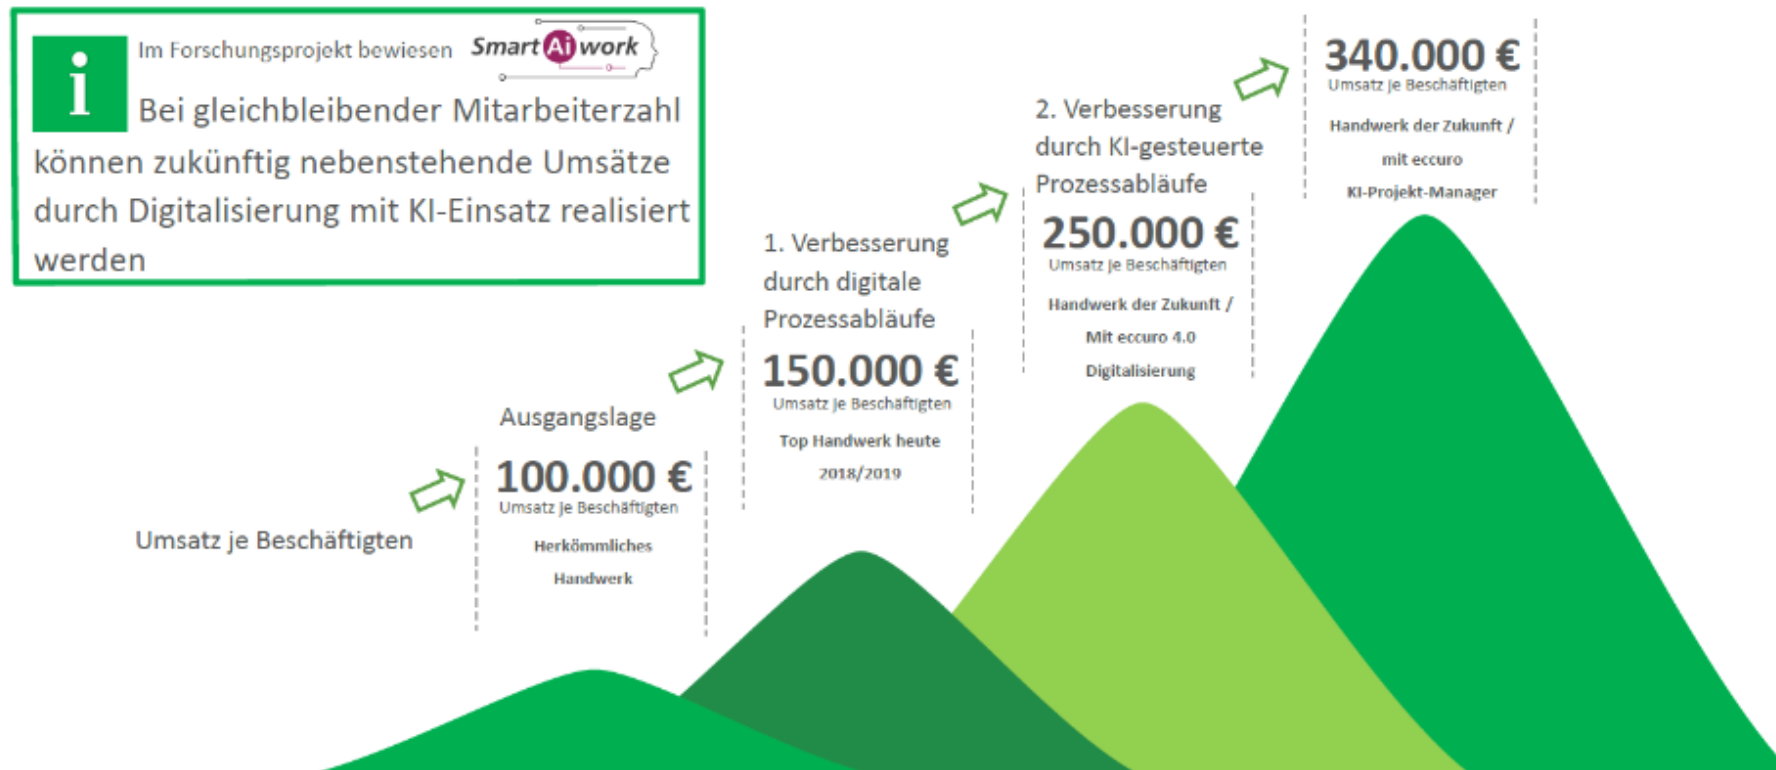 Im Forschungsprojekt bewiesen Smart Ai work
i
Bei gleichbleibender Mitarbeiterzahl
können zukünftig nebenstehende Umsätze
durch Digitalisierung mit KI-Einsatz realisiert
werden
Umsatz je Beschäftigten
Ausgangslage
100.000 €
Umsatz je Beschäftigten
Herkömmliches
Handwerk
1. Verbesserung
durch digitale
Prozessabläufe
150.000 €
Umsatz je Beschäftigten
Top Handwerk heute
2018/2019
2. Verbesserung
durch KI-gesteuerte
Prozessabläufe
250.000 €
Umsatz je Beschäftigten
Handwerk der Zukunft /
Mit eccuro 4.0
Digitalisierung
340.000 €
Umsatz je Beschäftigten
Handwerk der Zukunft /
mit eccuro
KI-Projekt-Manager